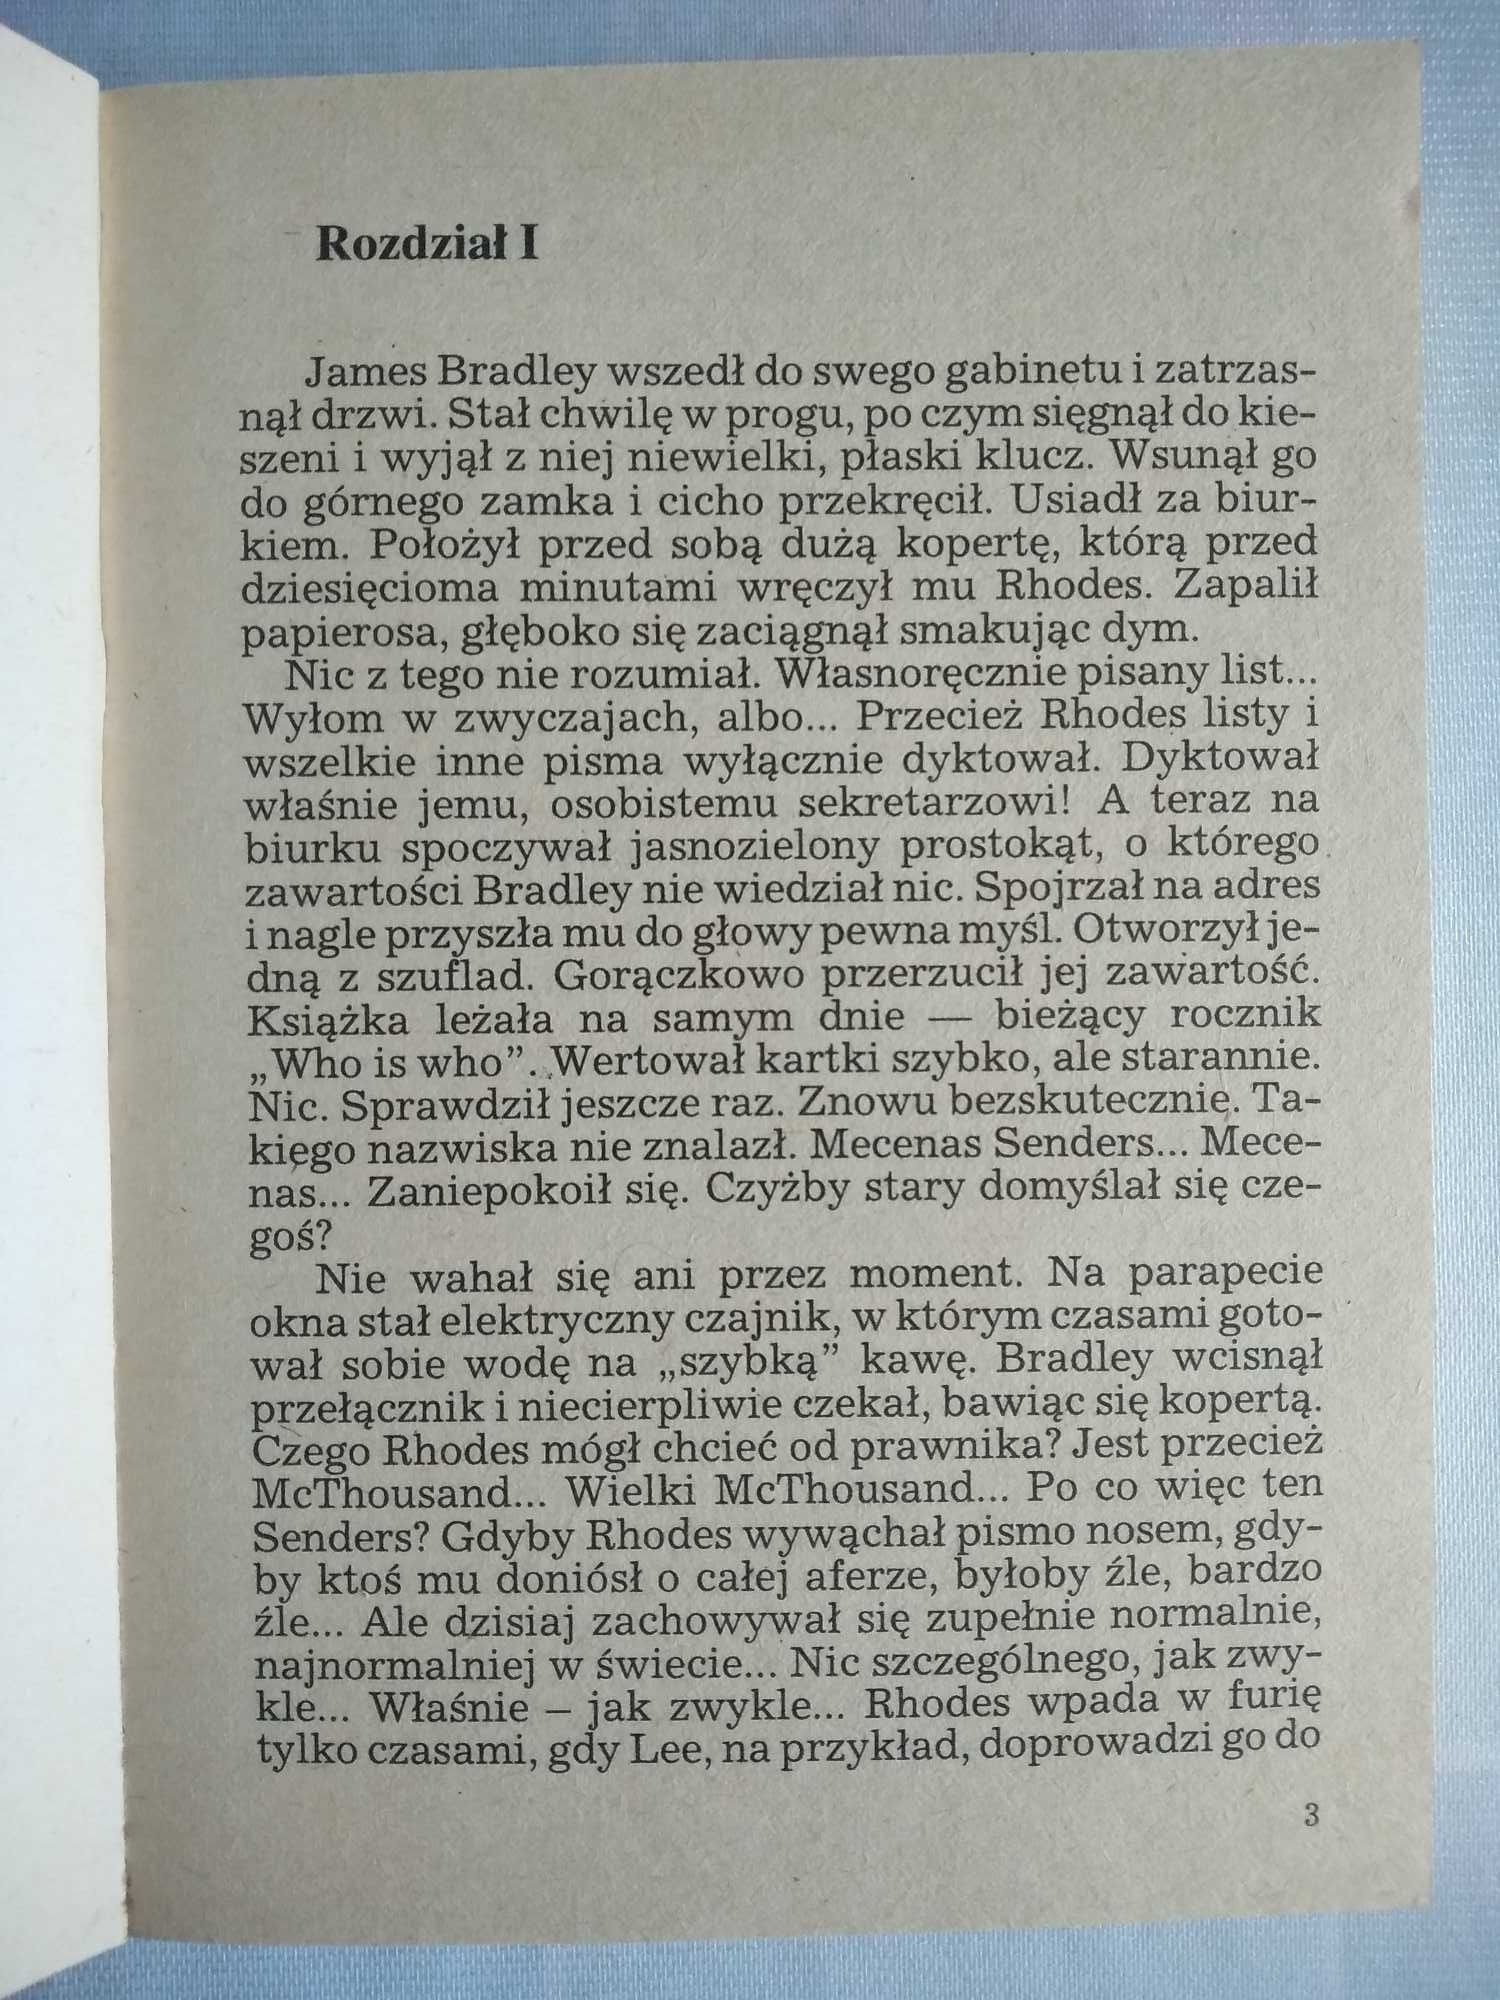 Rozdział I
James Bradley wszedł do swego gabinetu i zatrzas-
nął drzwi. Stał chwilę w progu, po czym sięgnął do kie-
szeni i wyjął z niej niewielki, płaski klucz. Wsunął go
do górnego zamka i cicho przekręcił. Usiadł za biur-
kiem. Położył przed sobą dużą kopertę, którą przed
dziesięcioma minutami wręczył mu Rhodes. Zapalił
papierosa, głęboko się zaciągnął smakując dym.
Nic z tego nie rozumiał. Własnoręcznie pisany list...
Wyłom w zwyczajach, albo... Przecież Rhodes listy i
wszelkie inne pisma wyłącznie dyktował. Dyktował
właśnie jemu, osobistemu sekretarzowi! A teraz na
biurku spoczywał jasnozielony prostokąt, o którego
zawartości Bradley nie wiedział nic. Spojrzał na adres
i nagle przyszła mu do głowy pewna myśl. Otworzył je-
dną z szuflad. Gorączkowo przerzucił jej zawartość.
Książka leżała na samym dnie — bieżący rocznik
„Who is who”. Wertował kartki szybko, ale starannie.
Nic. Sprawdził jeszcze raz. Znowu bezskutecznie. Ta-
kiego nazwiska nie znalazł. Mecenas Senders... Mece-
nas... Zaniepokoił się. Czyżby stary domyślał się cze-
goś?
Nie wahał się ani przez moment. Na parapecie
okna stał elektryczny czajnik, w którym czasami goto-
wał sobie wodę na „szybką” kawę. Bradley wcisnął
przełącznik i niecierpliwie czekał, bawiąc się kopertą.
Czego Rhodes mógł chcieć od prawnika? Jest przecież
McThousand... Wielki McThousand... Po co więc ten
Senders? Gdyby Rhodes wywąchał pismo nosem, gdy-
by ktoś mu doniósł o całej aferze, byłoby źle, bardzo
źle... Ale dzisiaj zachowywał się zupełnie normalnie,
najnormalniej w świecie... Nic szczególnego, jak zwy-
kle... Właśnie – jak zwykle... Rhodes wpada w furię
tylko czasami, gdy Lee, na przykład, doprowadzi go do
3